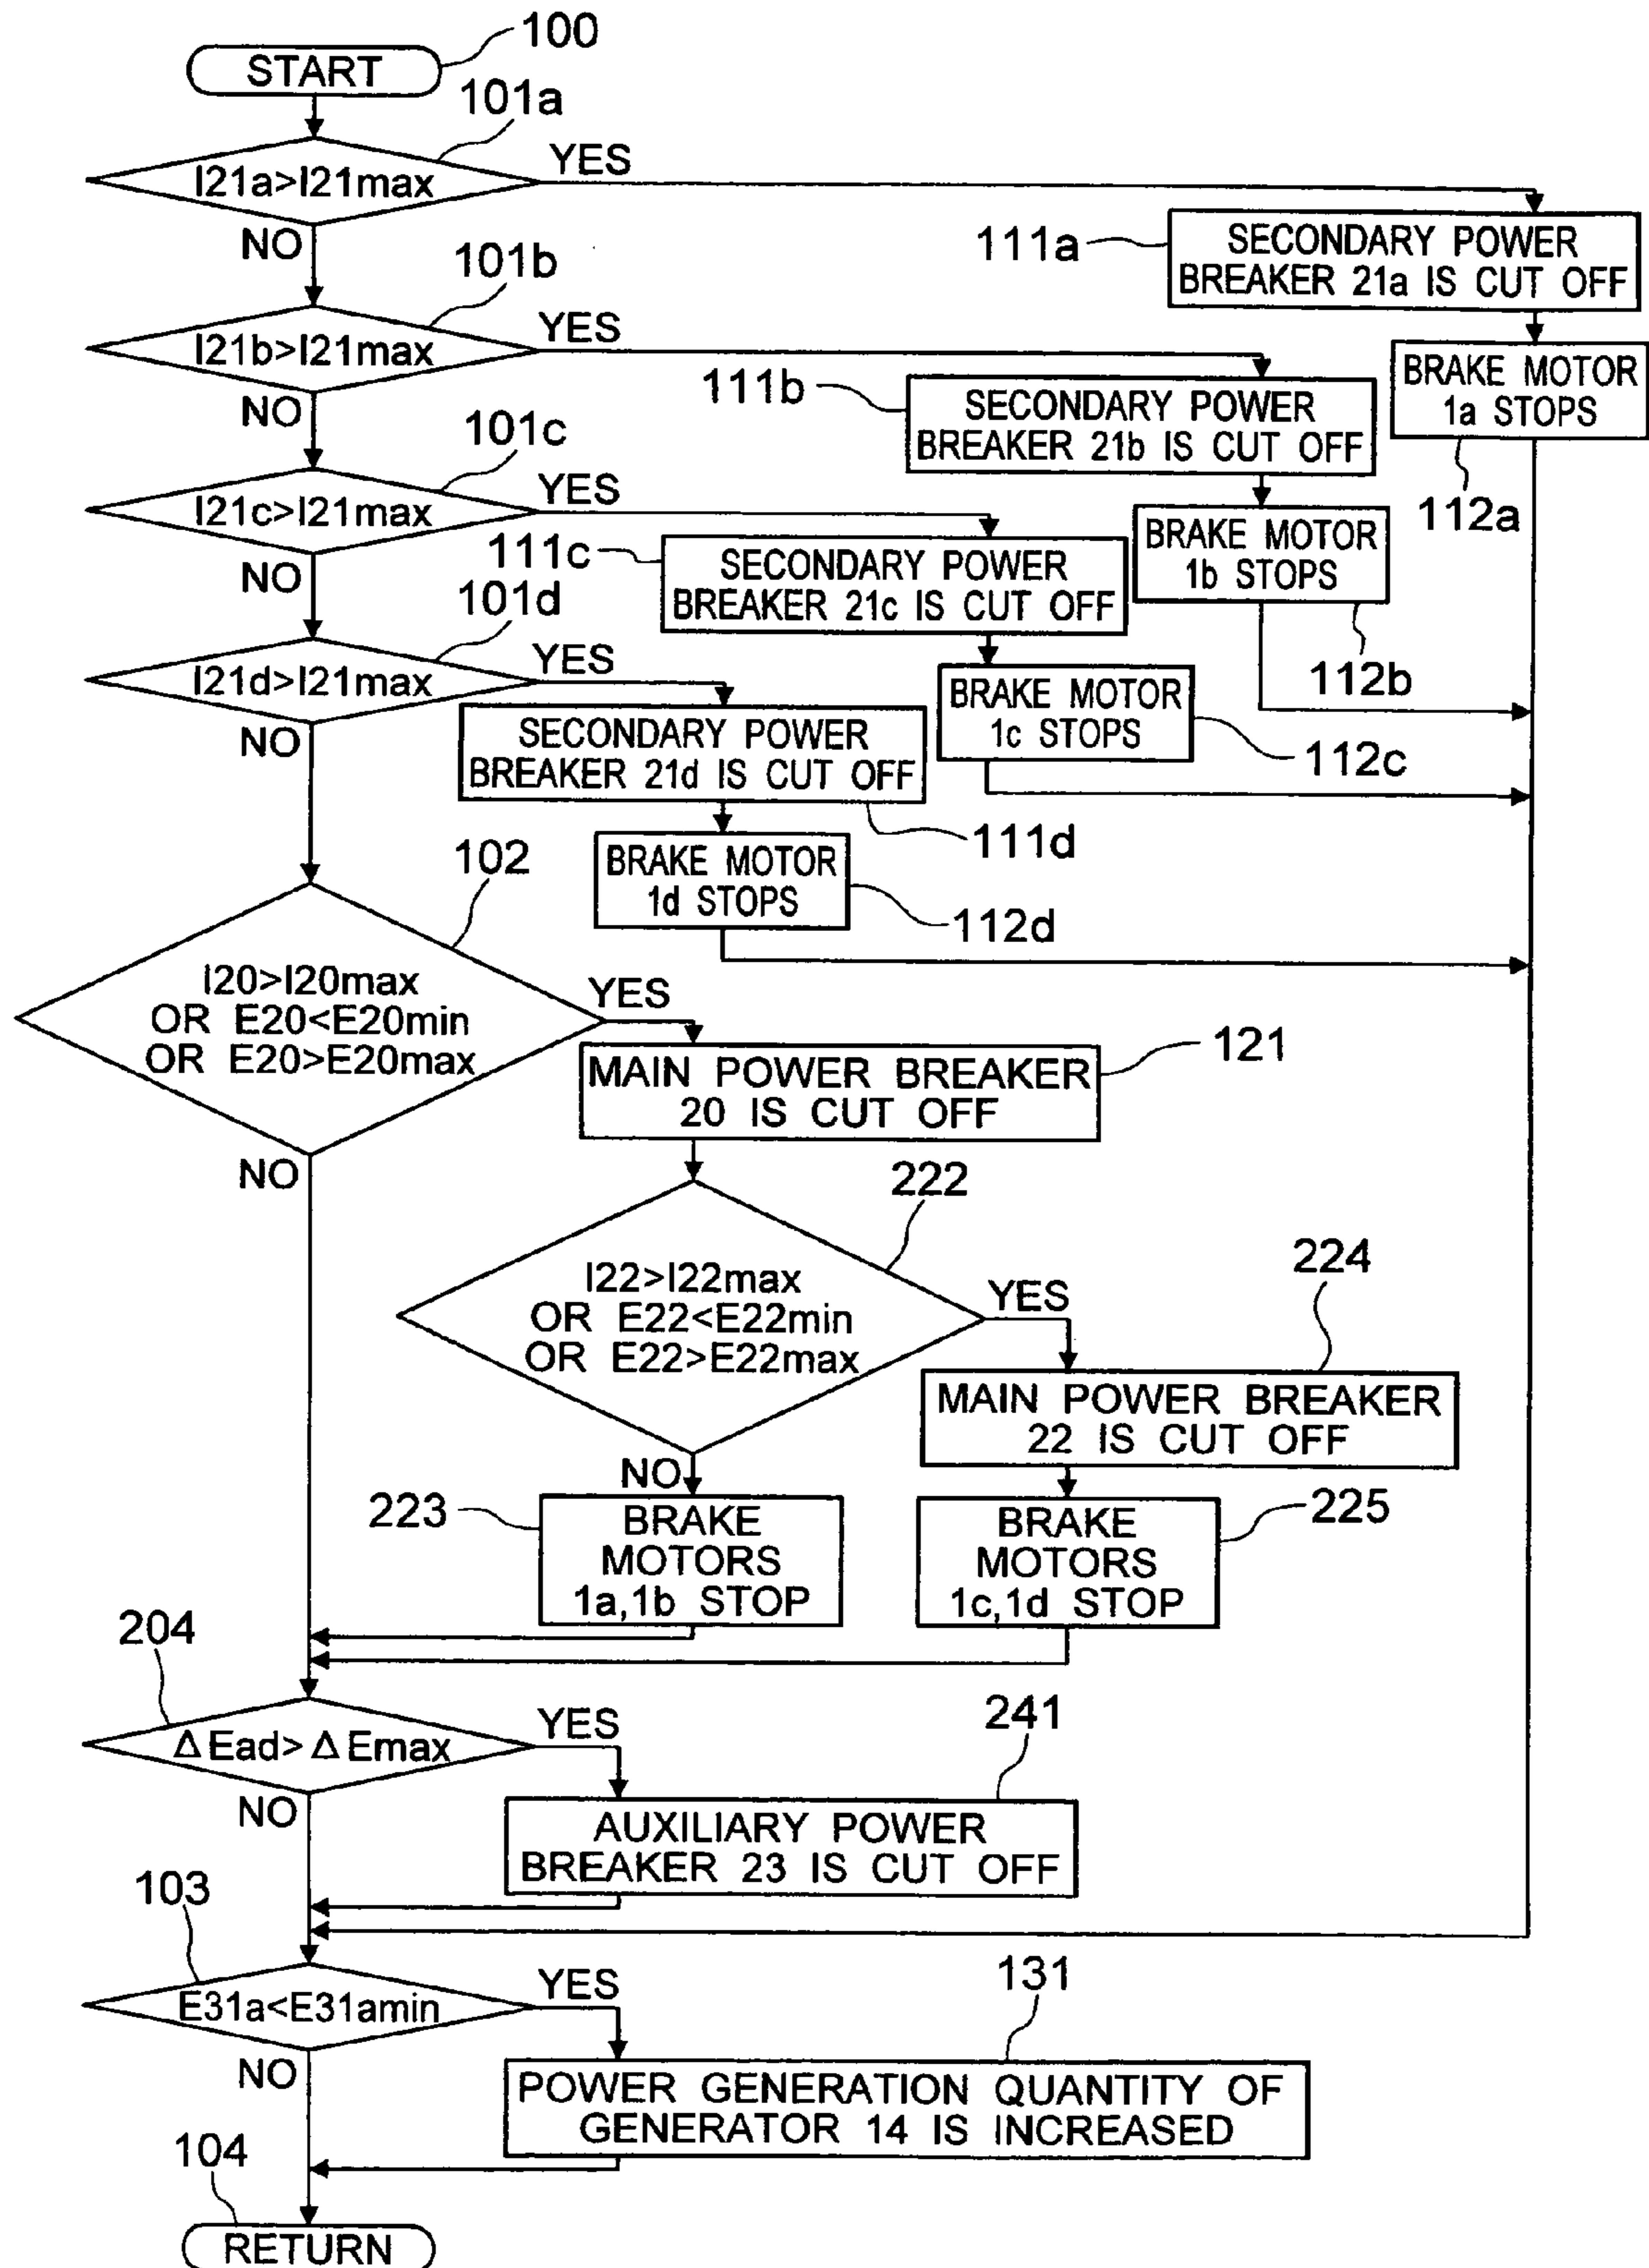 START
100
101a
I21a>I21max
YES
NO
111a
SECONDARY POWER
BREAKER 21a IS CUT OFF
BRAKE MOTOR
1a STOPS
112a
101b
I21b>I21max
YES
NO
111b
SECONDARY POWER
BREAKER 21b IS CUT OFF
BRAKE MOTOR
1b STOPS
112b
101c
I21c>I21max
YES
NO
111c
SECONDARY POWER
BREAKER 21c IS CUT OFF
BRAKE MOTOR
1c STOPS
112c
101d
I21d>I21max
YES
NO
SECONDARY POWER
BREAKER 21d IS CUT OFF
111d
BRAKE MOTOR
1d STOPS
112d
102
I20>I20max
OR E20<E20min
OR E20>E20max
YES
NO
MAIN POWER BREAKER
20 IS CUT OFF
121
222
I22>I22max
OR E22<E22min
OR E22>E22max
YES
NO
224
MAIN POWER BREAKER
22 IS CUT OFF
223
BRAKE
MOTORS
1a,1b STOP
BRAKE
MOTORS
1c,1d STOP
225
204
ΔEad>ΔEmax
YES
NO
241
AUXILIARY POWER
BREAKER 23 IS CUT OFF
103
E31a<E31amin
YES
NO
131
POWER GENERATION QUANTITY OF
GENERATOR 14 IS INCREASED
104
RETURN